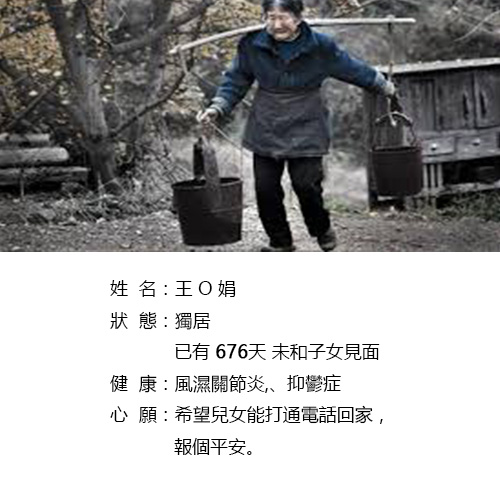 姓 名：王 O 娟
狀 態：獨居
已有 676天 未和子女見面
健 康：風濕關節炎,、抑鬱症
心 願：希望兒女能打通電話回家，
報個平安。